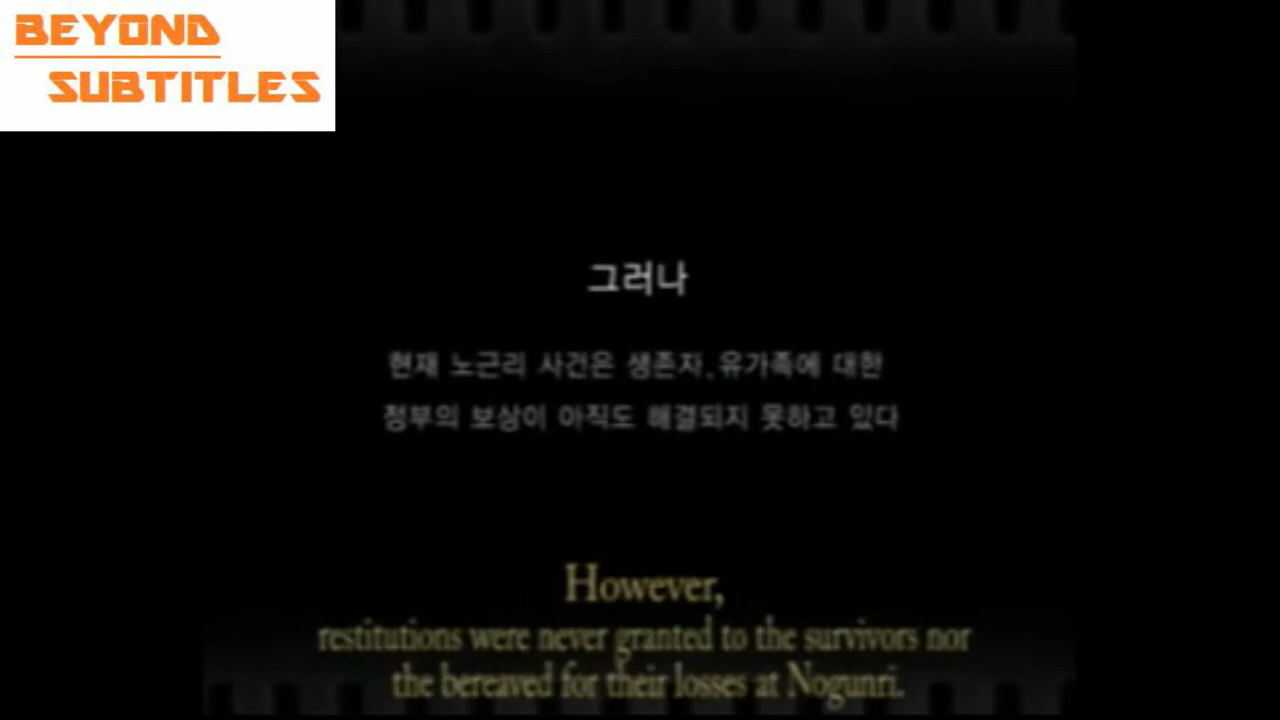 BEYOND
SUBTITLES
그러나
현재 노근리 사건은 생존자, 유가족에 대한
정부의 보상이 아직도 해결되지 못하고 있다
However,
restitutions were never granted to the survivors nor
the bereaved for their losses at Nogunri.